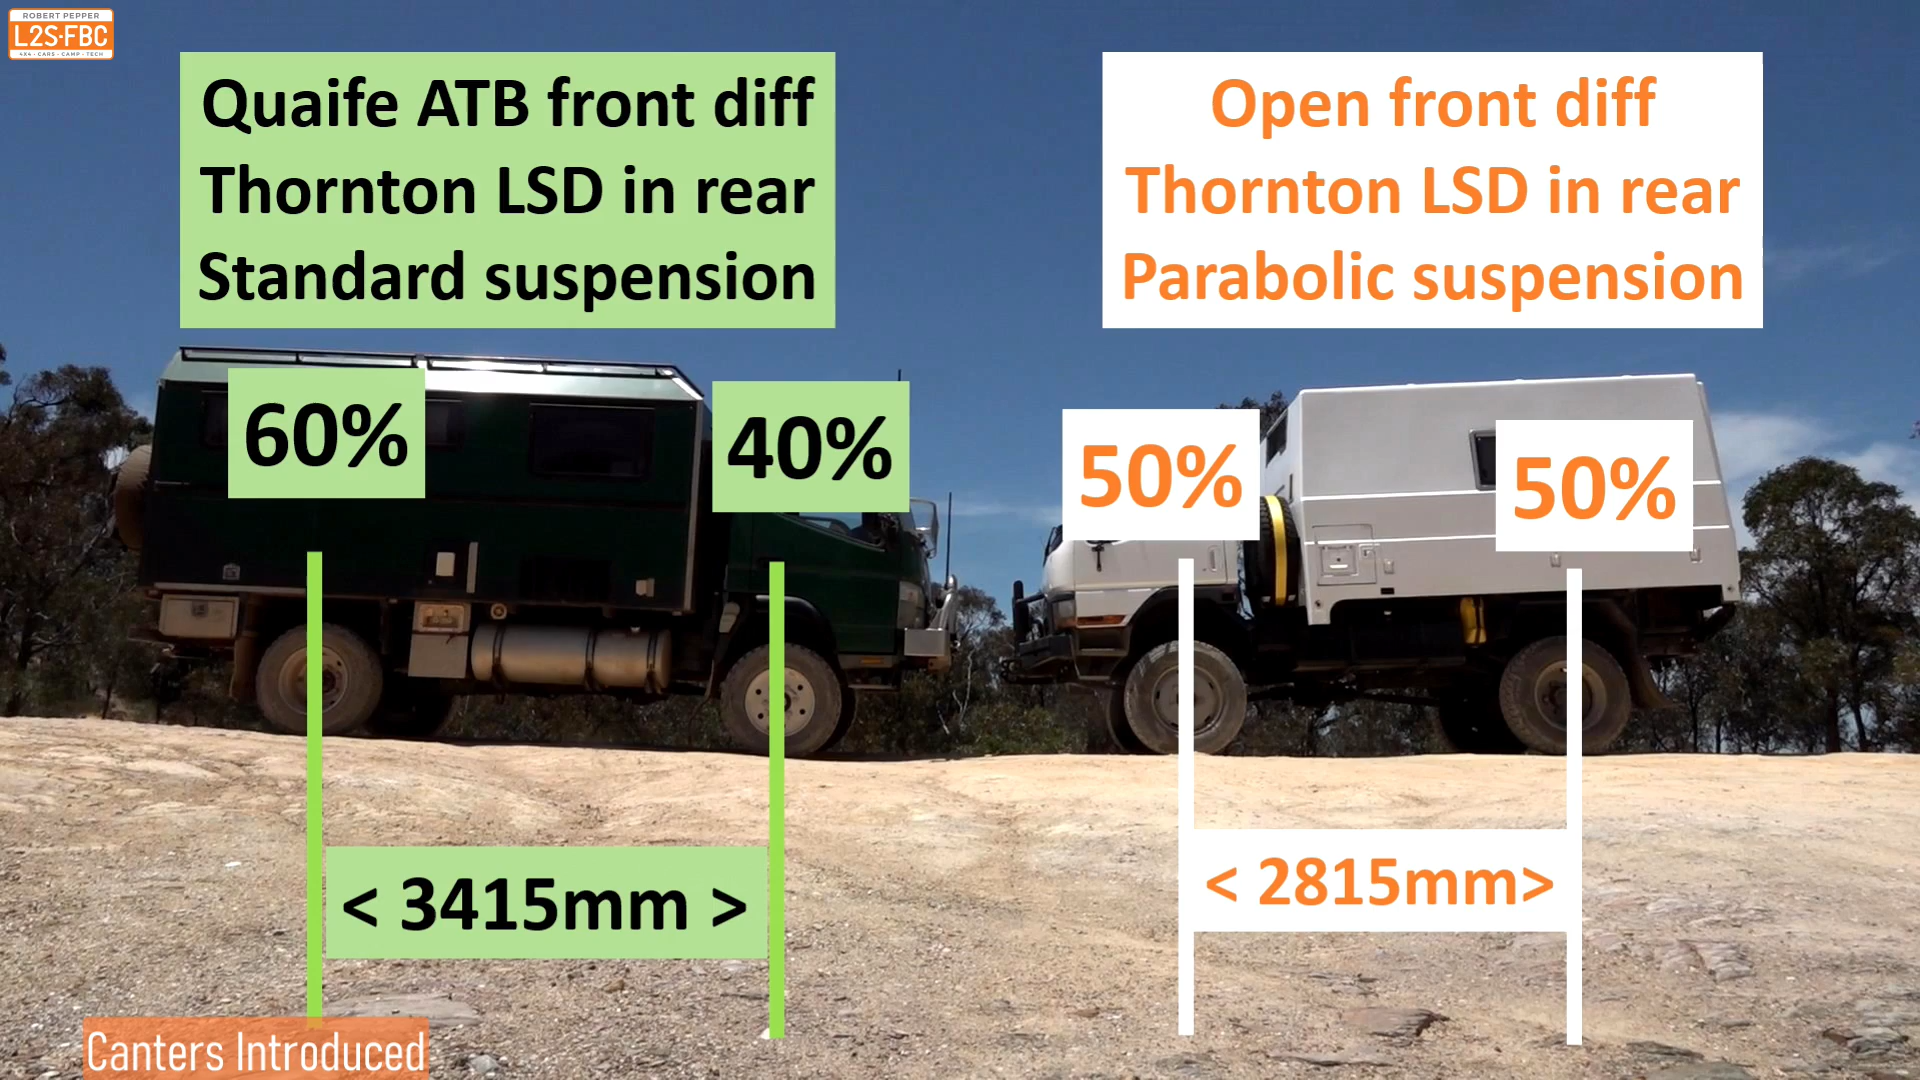 ROBERT PEPPER
L2S-FBC
4X4 - CARS - CAMP - TECH
Quaife ATB front diff
Thornton LSD in rear
Standard suspension
Open front diff
Thornton LSD in rear
Parabolic suspension
60%
40%
50%
50%
< 3415mm >
< 2815mm>
Canters Introduced